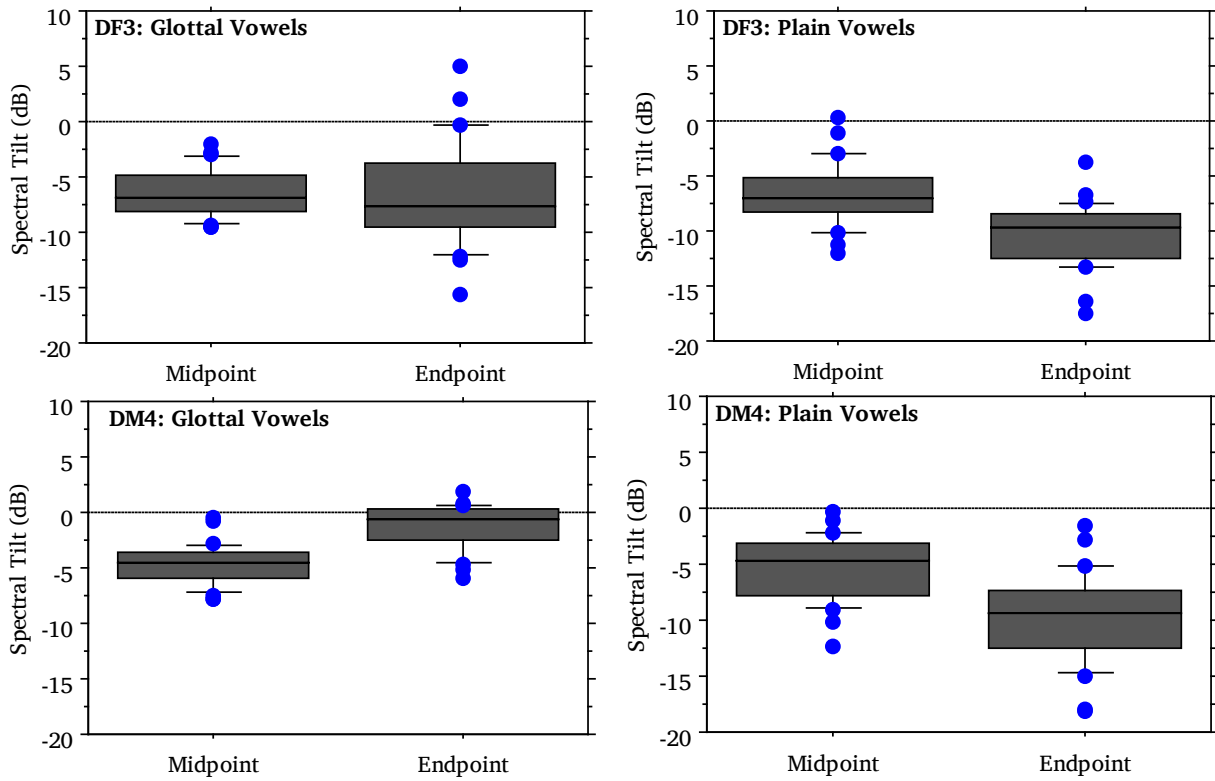 DF3: Glottal Vowels
Spectral Tilt (dB)
10
5
0
-5
-10
-15
-20
Midpoint Endpoint
DF3: Plain Vowels
Spectral Tilt (dB)
10
5
0
-5
-10
-15
-20
Midpoint Endpoint
DM4: Glottal Vowels
Spectral Tilt (dB)
10
5
0
-5
-10
-15
-20
Midpoint Endpoint
DM4: Plain Vowels
Spectral Tilt (dB)
10
5
0
-5
-10
-15
-20
Midpoint Endpoint